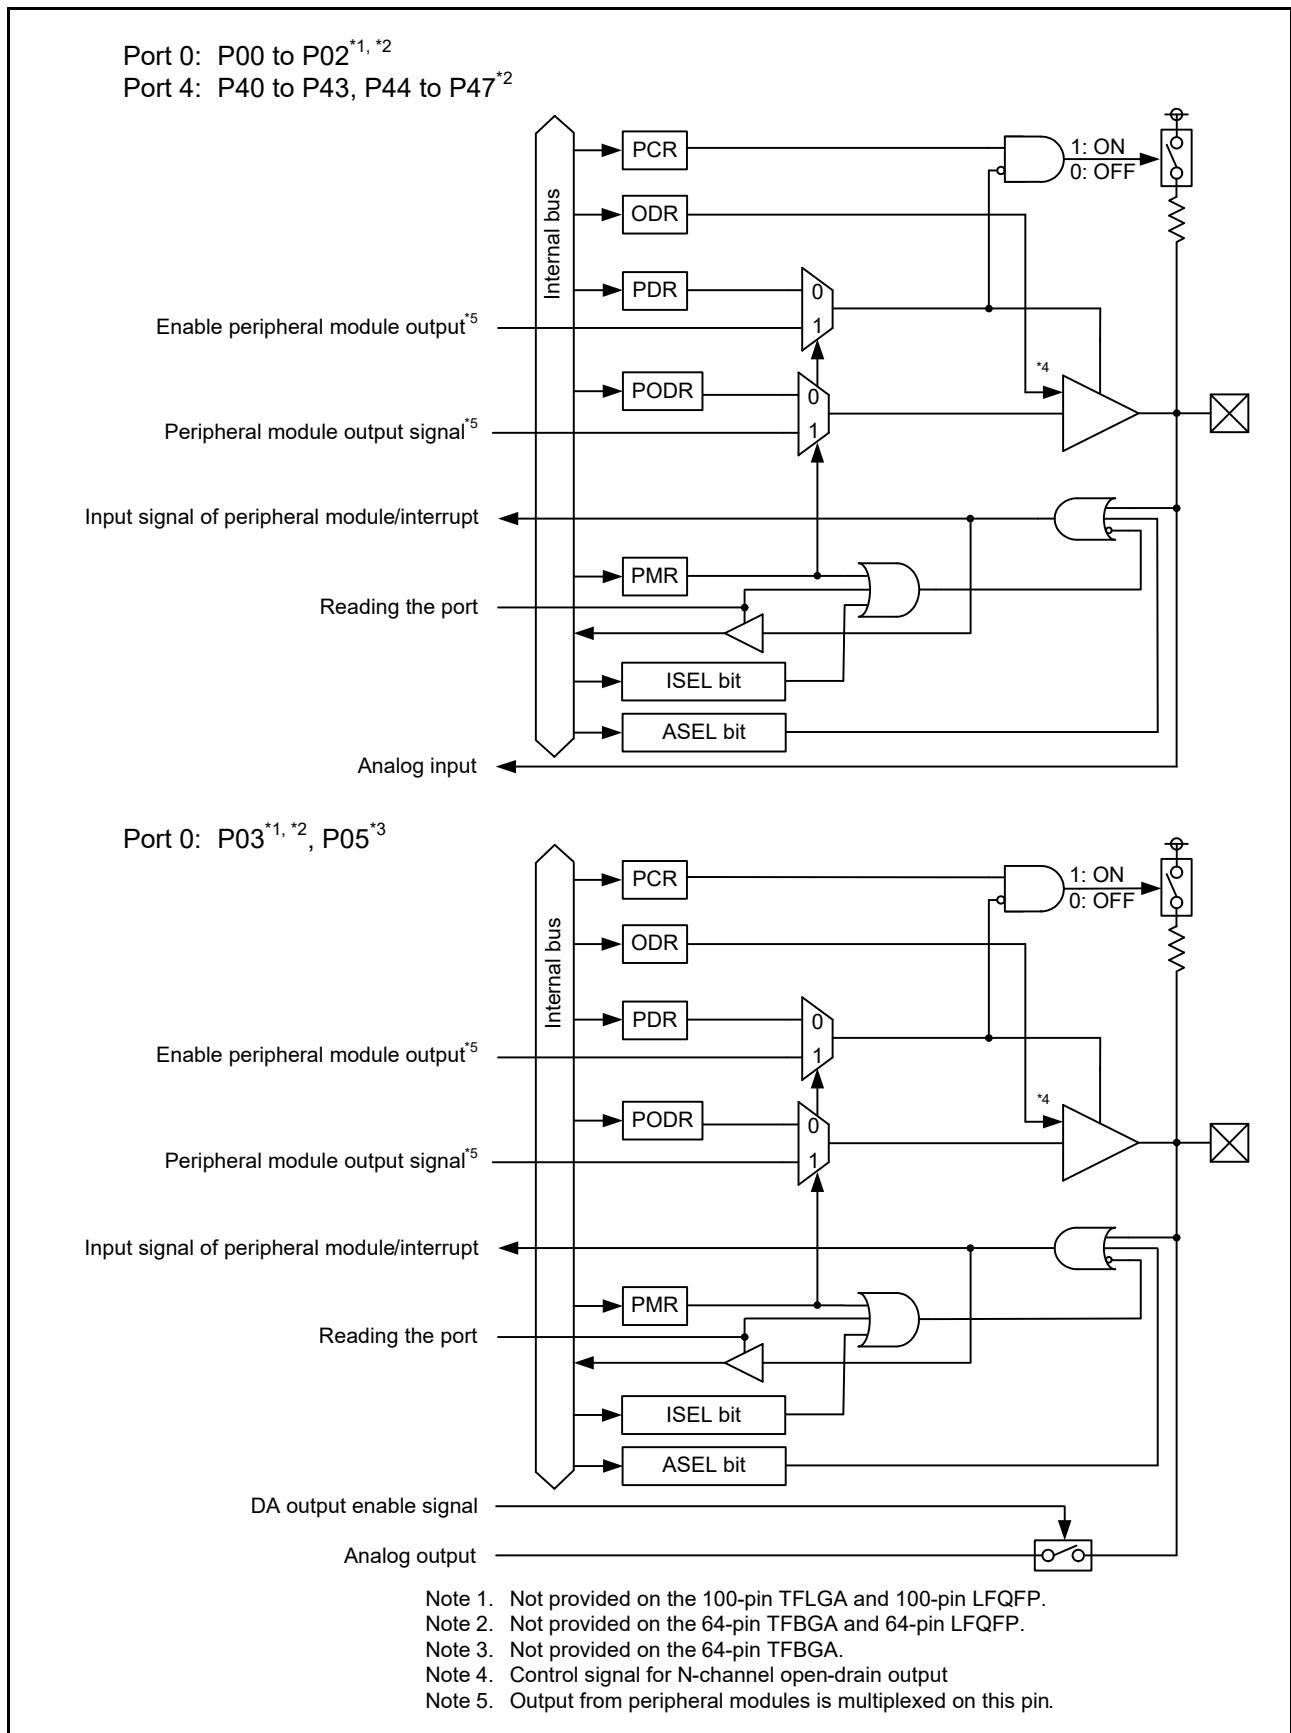 Port 0: P00 to P02*1, *2
Port 4: P40 to P43, P44 to P47*2
Internal bus
PCR
1: ON
0: OFF
ODR
PDR
0
Enable peripheral module output*5
1
*4
PODR
0
Peripheral module output signal*5
1
Input signal of peripheral module/interrupt
PMR
Reading the port
ISEL bit
ASEL bit
Analog input
Port 0: P03*1, *2, P05*3
Internal bus
PCR
1: ON
0: OFF
ODR
PDR
0
Enable peripheral module output*5
1
*4
PODR
0
Peripheral module output signal*5
1
Input signal of peripheral module/interrupt
PMR
Reading the port
ISEL bit
ASEL bit
DA output enable signal
Analog output
Note 1. Not provided on the 100-pin TFLGA and 100-pin LFQFP.
Note 2. Not provided on the 64-pin TFBGA and 64-pin LFQFP.
Note 3. Not provided on the 64-pin TFBGA.
Note 4. Control signal for N-channel open-drain output
Note 5. Output from peripheral modules is multiplexed on this pin.